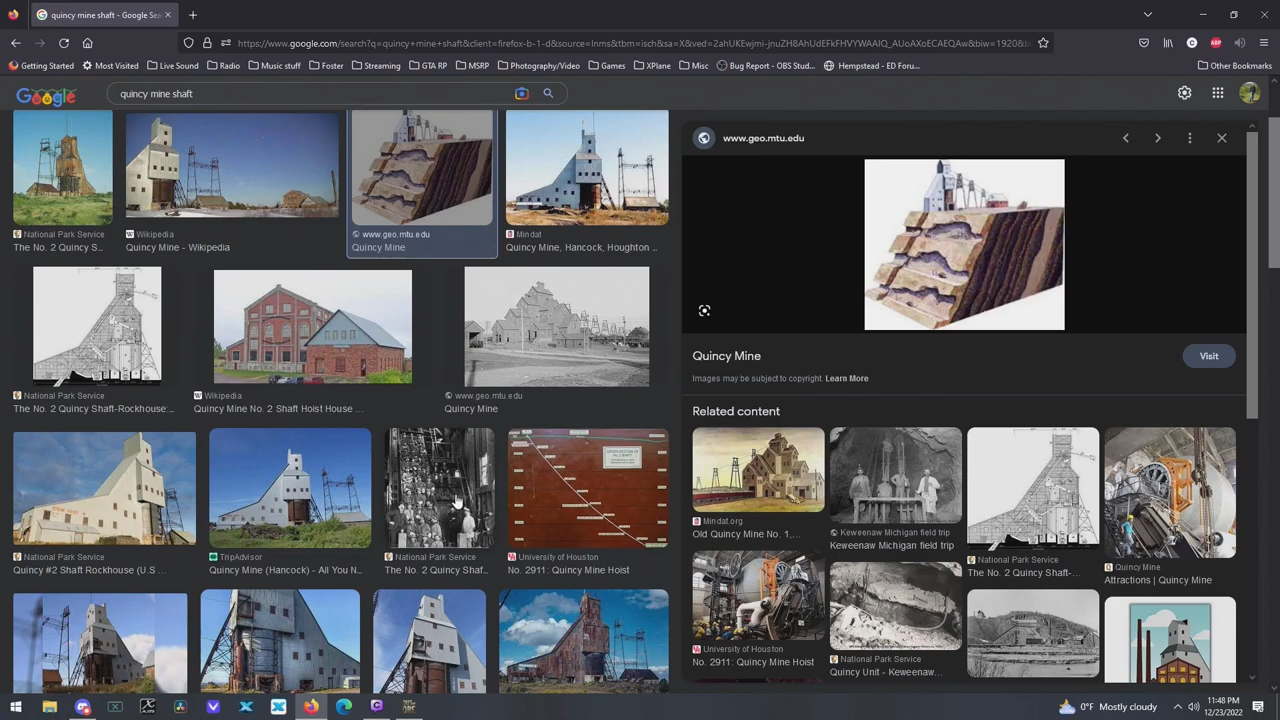 quincy mine shaft - Google Sea
https://www.google.com/search?q=quincy+mine+shaft&client=firefox-b-1-d&source=lnms&tbm=isch&sa=X&ved=2ahUKEwjmi-jnuZH8AhUdEFkFHVYWAAIQ_AUoAXoECAEQAw&biw=1920&
Getting Started
Most Visited
Live Sound
Radio
Music stuff
Foster
Streaming
GTA RP
MSRP
Photography/Video
Games
XPlane
Misc
Bug Report - OBS Stud...
Hempstead - ED Foru...
Other Bookmarks
Google
quincy mine shaft
www.geo.mtu.edu
National Park Service
The No. 2 Quincy S...
Wikipedia
Quincy Mine - Wikipedia
www.geo.mtu.edu
Quincy Mine
Mindat
Quincy Mine, Hancock, Houghton ...
Quincy Mine
Visit
Images may be subject to copyright. Learn More
National Park Service
The No. 2 Quincy Shaft-Rockhouse:...
Wikipedia
Quincy Mine No. 2 Shaft Hoist House ...
www.geo.mtu.edu
Quincy Mine
Related content
Mindat.org
Old Quincy Mine No. 1,...
Keweenaw Michigan field trip
Keweenaw Michigan field trip
National Park Service
The No. 2 Quincy Shaft-...
Quincy Mine
Attractions | Quincy Mine
National Park Service
Quincy #2 Shaft Rockhouse (U.S ...
TripAdvisor
Quincy Mine (Hancock) - All You N...
National Park Service
The No. 2 Quincy Shaf...
University of Houston
No. 2911: Quincy Mine Hoist
University of Houston
No. 2911: Quincy Mine Hoist
National Park Service
Quincy Unit - Keweenaw...
0°F Mostly cloudy
11:48 PM
12/23/2022